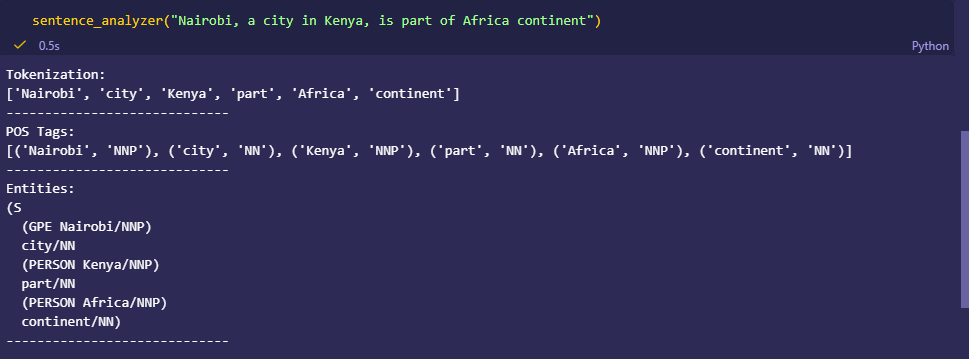 sentence_analyzer("Nairobi, a city in Kenya, is part of Africa continent")
0.5s
Python
Tokenization:
['Nairobi', 'city', 'Kenya', 'part', 'Africa', 'continent']
-----------------------------
POS Tags:
[('Nairobi', 'NNP'), ('city', 'NN'), ('Kenya', 'NNP'), ('part', 'NN'), ('Africa', 'NNP'), ('continent', 'NN')]
-----------------------------
Entities:
(S
  (GPE Nairobi/NNP)
  city/NN
  (PERSON Kenya/NNP)
  part/NN
  (PERSON Africa/NNP)
  continent/NN)
-----------------------------